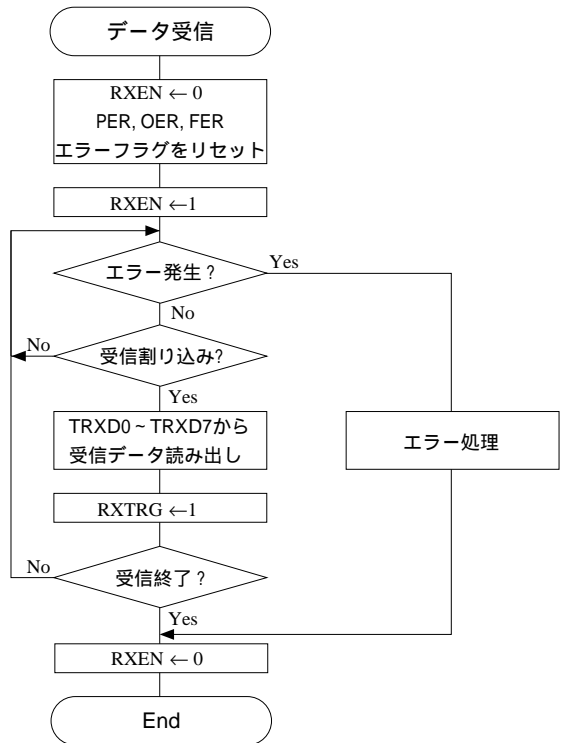 データ受信
RXEN ← 0
PER, OER, FER
エラーフラグをリセット
RXEN ←1
エラー発生？
Yes
No
受信割り込み?
No
Yes
TRXD0 ~ TRXD7から
受信データ読み出し
エラー処理
RXTRG ←1
受信終了？
No
Yes
RXEN ← 0
End